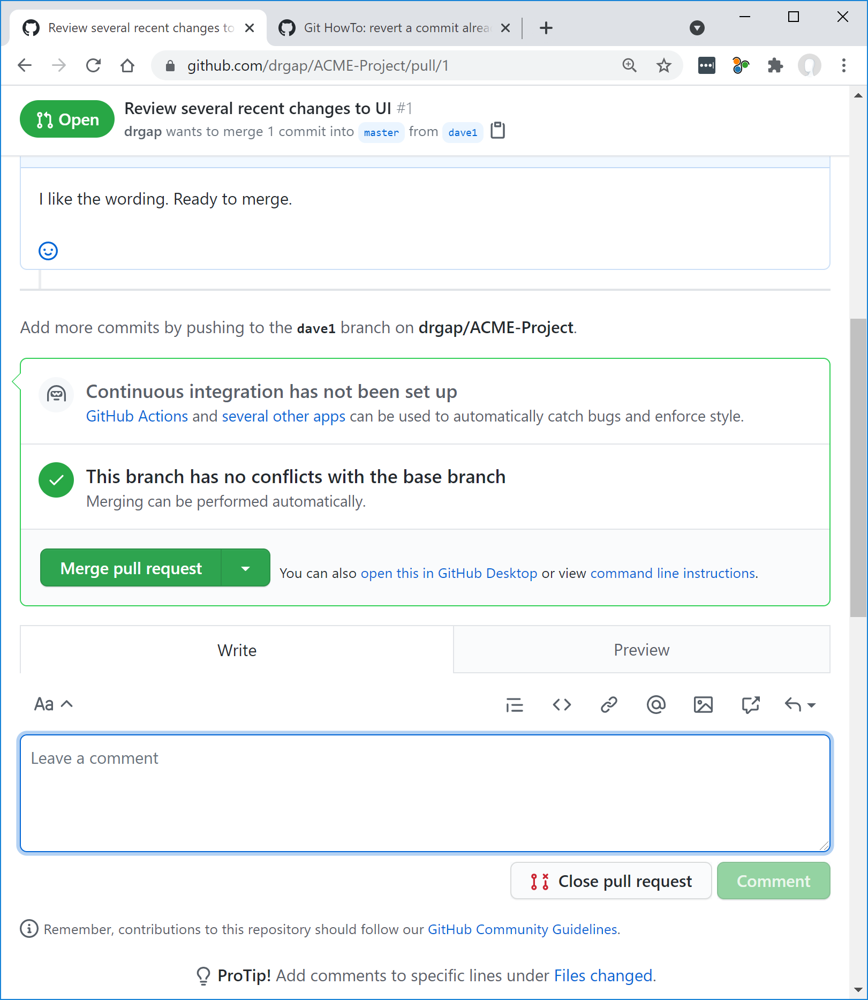 Review several recent changes to
Git HowTo: revert a commit alrea
github.com/drgap/ACME-Project/pull/1
Open
Review several recent changes to UI #1
drgap wants to merge 1 commit into master from dave1
I like the wording. Ready to merge.
Add more commits by pushing to the dave1 branch on drgap/ACME-Project.
Continuous integration has not been set up
GitHub Actions and several other apps can be used to automatically catch bugs and enforce style.
This branch has no conflicts with the base branch
Merging can be performed automatically.
Merge pull request
You can also open this in GitHub Desktop or view command line instructions.
Write
Preview
Aa
Leave a comment
Close pull request
Comment
Remember, contributions to this repository should follow our GitHub Community Guidelines.
ProTip! Add comments to specific lines under Files changed.